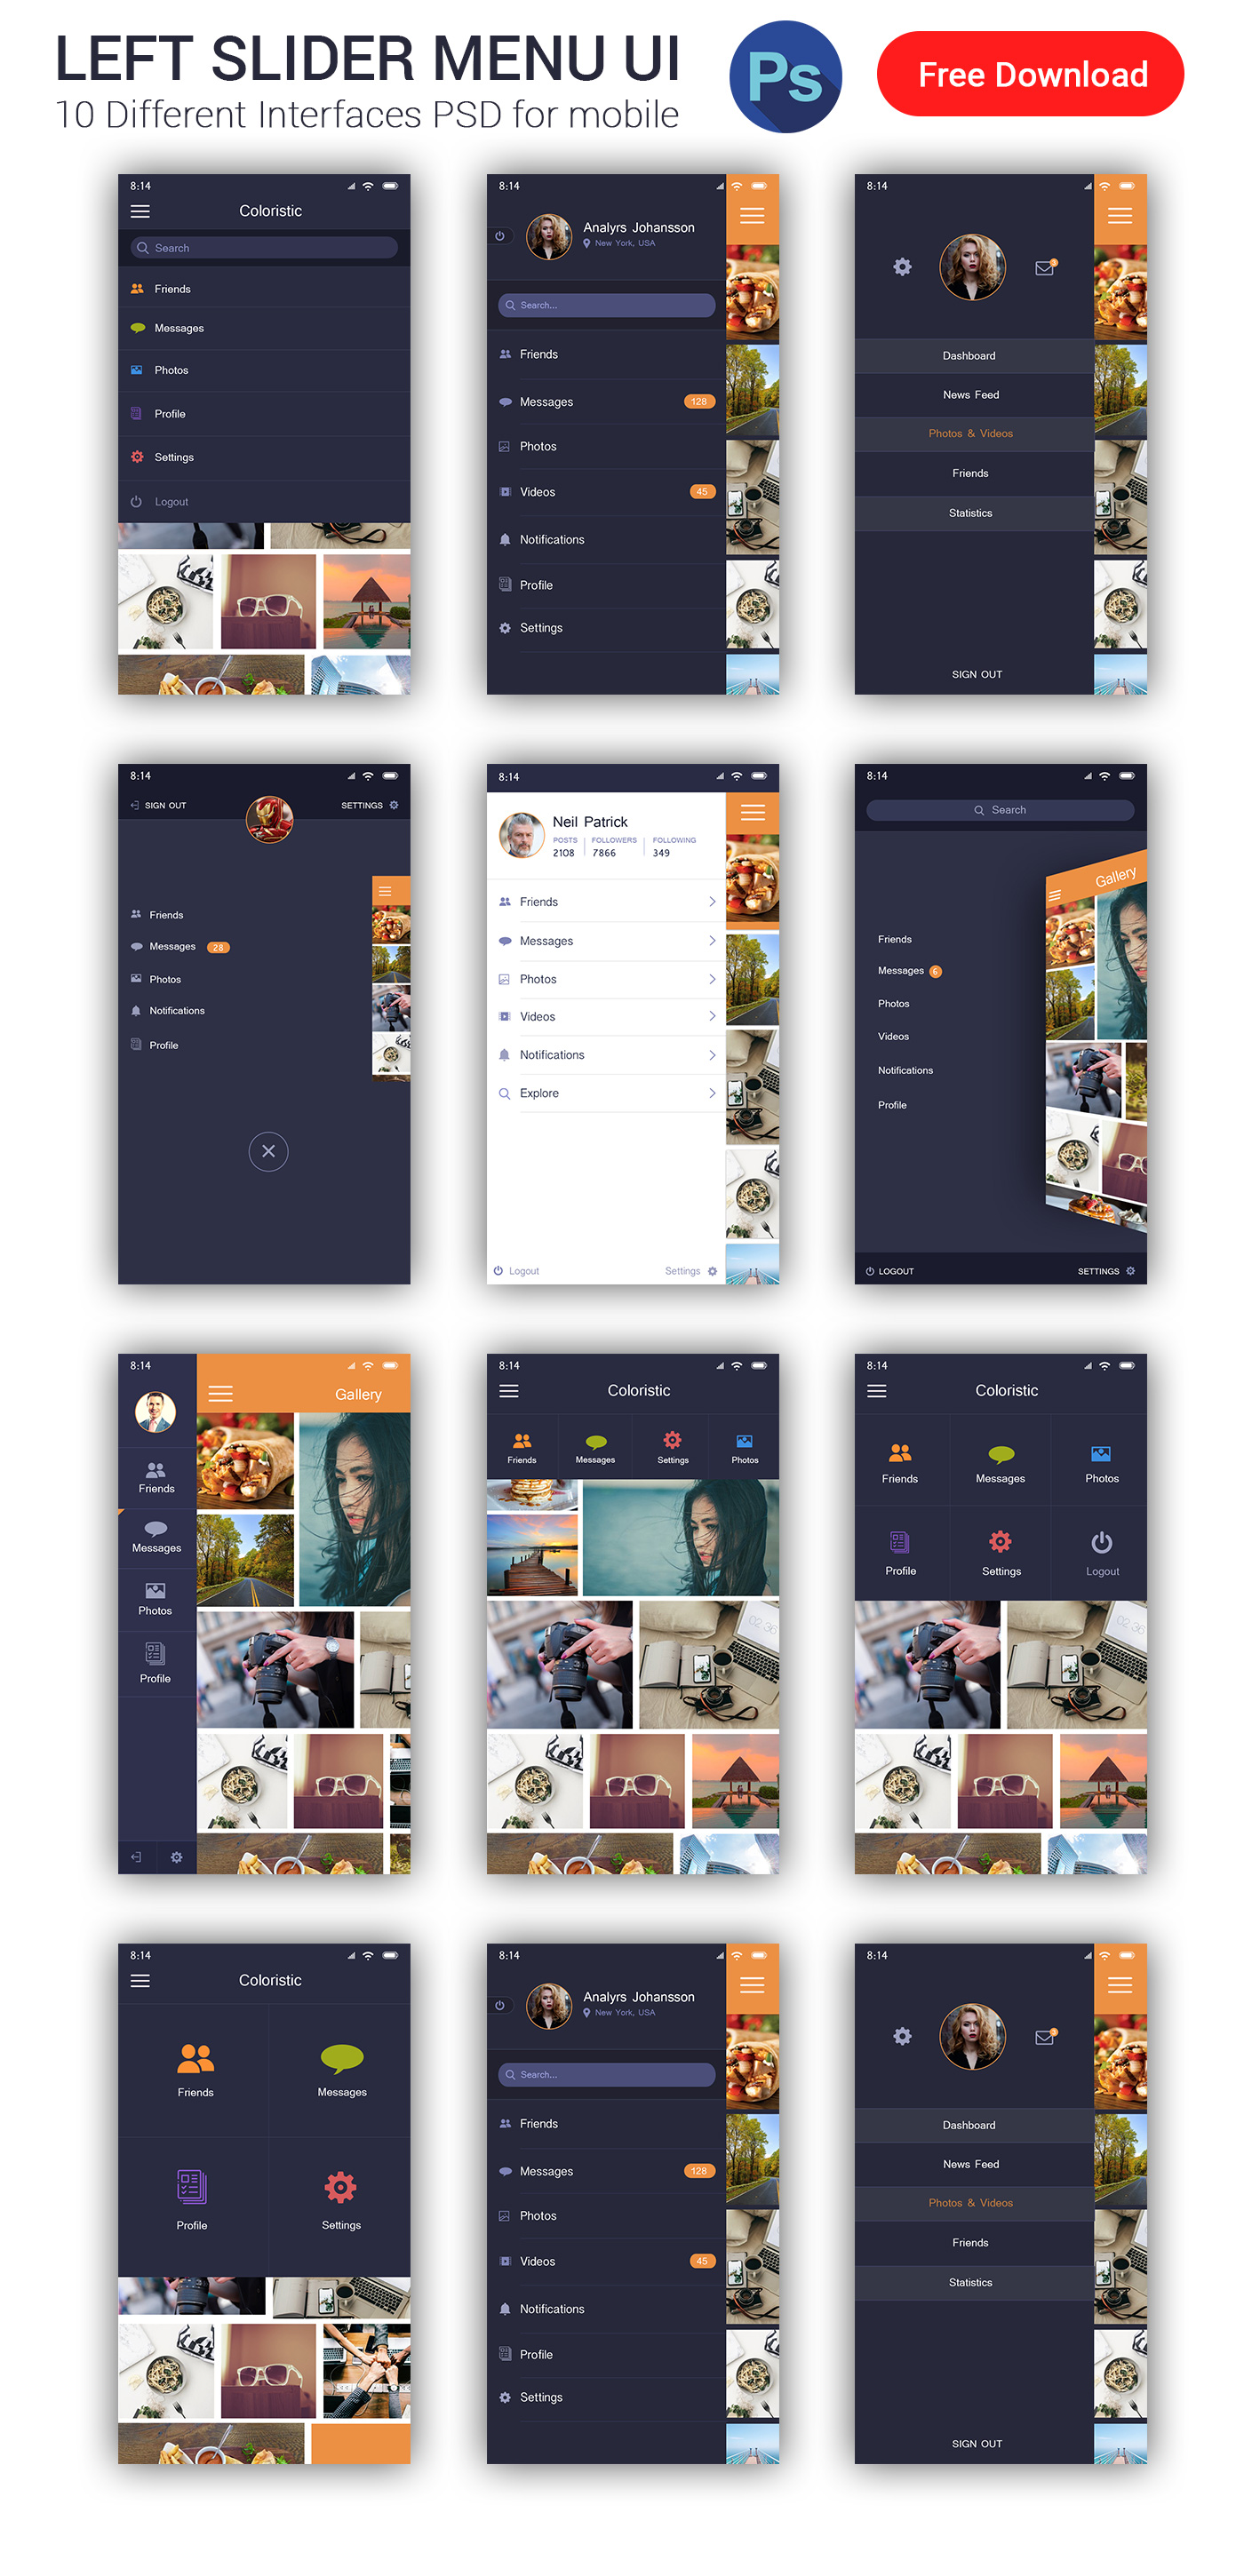 LEFT SLIDER MENU UI
10 Different Interfaces PSD for mobile
Ps
Free Download
8:14
Coloristic
Search
Friends
Messages
Photos
Profile
Settings
Logout
8:14
Analyrs Johansson
New York, USA
Search...
Friends
Messages 128
Photos
Videos 45
Notifications
Profile
Settings
8:14
3
Dashboard
News Feed
Photos & Videos
Friends
Statistics
SIGN OUT
8:14
SIGN OUT
SETTINGS
Friends
Messages 28
Photos
Notifications
Profile
8:14
Neil Patrick
POSTS FOLLOWERS FOLLOWING
2108 7866 349
Friends
Messages
Photos
Videos
Notifications
Explore
Logout
Settings
8:14
Search
Gallery
Friends
Messages 6
Photos
Videos
Notifications
Profile
LOGOUT
SETTINGS
8:14
Gallery
Friends
Messages
Photos
Profile
8:14
Coloristic
Friends Messages Settings Photos
02 36
8:14
Coloristic
Friends Messages Photos
Profile Settings Logout
02 36
8:14
Coloristic
Friends Messages
Profile Settings
8:14
Analyrs Johansson
New York, USA
Search...
Friends
Messages 128
Photos
Videos 45
Notifications
Profile
Settings
8:14
3
Dashboard
News Feed
Photos & Videos
Friends
Statistics
SIGN OUT